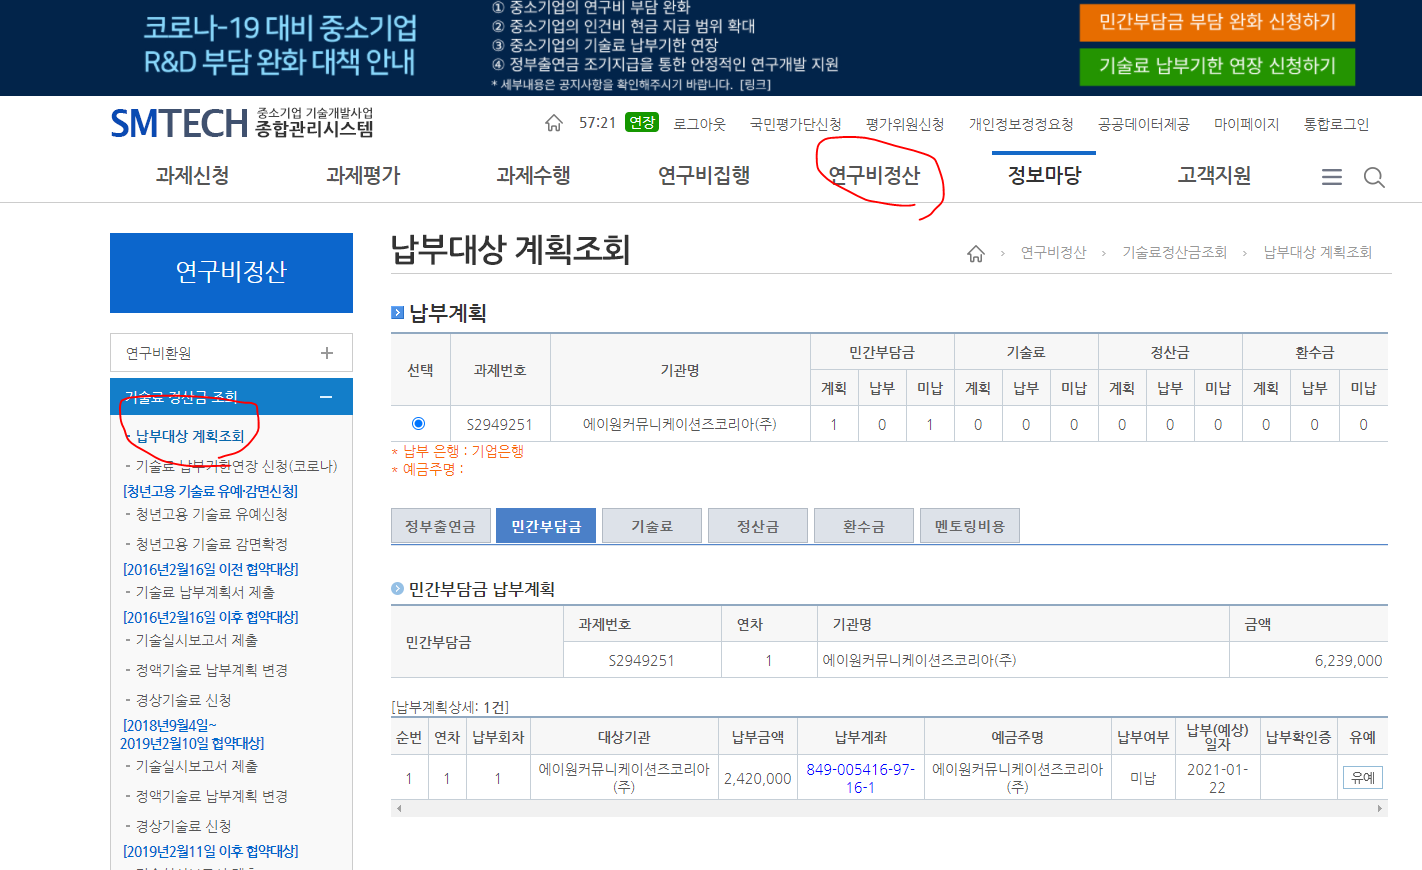 코로나-19 대비 중소기업
R&D 부담 완화 대책 안내
① 중소기업의 연구비 부담 완화
② 중소기업의 인건비 현금 지급 범위 확대
③ 중소기업의 기술료 납부기한 연장
④ 정부출연금 조기지급을 통한 안정적인 연구개발 지원
* 세부내용은 공지사항을 확인해주시기 바랍니다. [링크]
민간부담금 부담 완화 신청하기
기술료 납부기한 연장 신청하기
SMTECH 중소기업 기술개발사업 종합관리시스템
57:21 연장 로그아웃 국민평가단신청 평가위원신청 개인정보정정요청 공공데이터제공 마이페이지 통합로그인
과제신청 과제평가 과제수행 연구비집행 연구비정산 정보마당 고객지원
연구비정산
연구비환원
기술료 정산금 조회
- 납부대상 계획조회
- 기술료 납부기한연장 신청(코로나)
[청년고용 기술료 유예·감면신청]
- 청년고용 기술료 유예신청
- 청년고용 기술료 감면확정
[2016년2월16일 이전 협약대상]
- 기술료 납부계획서 제출
[2016년2월16일 이후 협약대상]
- 기술실시보고서 제출
- 정액기술료 납부계획 변경
- 경상기술료 신청
[2018년9월4일~
2019년2월10일 협약대상]
- 기술실시보고서 제출
- 정액기술료 납부계획 변경
- 경상기술료 신청
[2019년2월11일 이후 협약대상]
납부대상 계획조회
연구비정산 › 기술료정산금조회 › 납부대상 계획조회
납부계획
선택 과제번호 기관명 민간부담금 기술료 정산금 환수금
계획 납부 미납 계획 납부 미납 계획 납부 미납 계획 납부 미납
S2949251 에이원커뮤니케이션즈코리아(주) 1 0 1 0 0 0 0 0 0 0 0 0
* 납부 은행 : 기업은행
* 예금주명 :
정부출연금 민간부담금 기술료 정산금 환수금 멘토링비용
민간부담금 납부계획
민간부담금 과제번호 연차 기관명 금액
S2949251 1 에이원커뮤니케이션즈코리아(주) 6,239,000
[납부계획상세: 1건]
순번 연차 납부회차 대상기관 납부금액 납부계좌 예금주명 납부여부 납부(예상)일자 납부확인증 유예
1 1 1 에이원커뮤니케이션즈코리아(주) 2,420,000 849-005416-97-16-1 에이원커뮤니케이션즈코리아(주) 미납 2021-01-22 유예